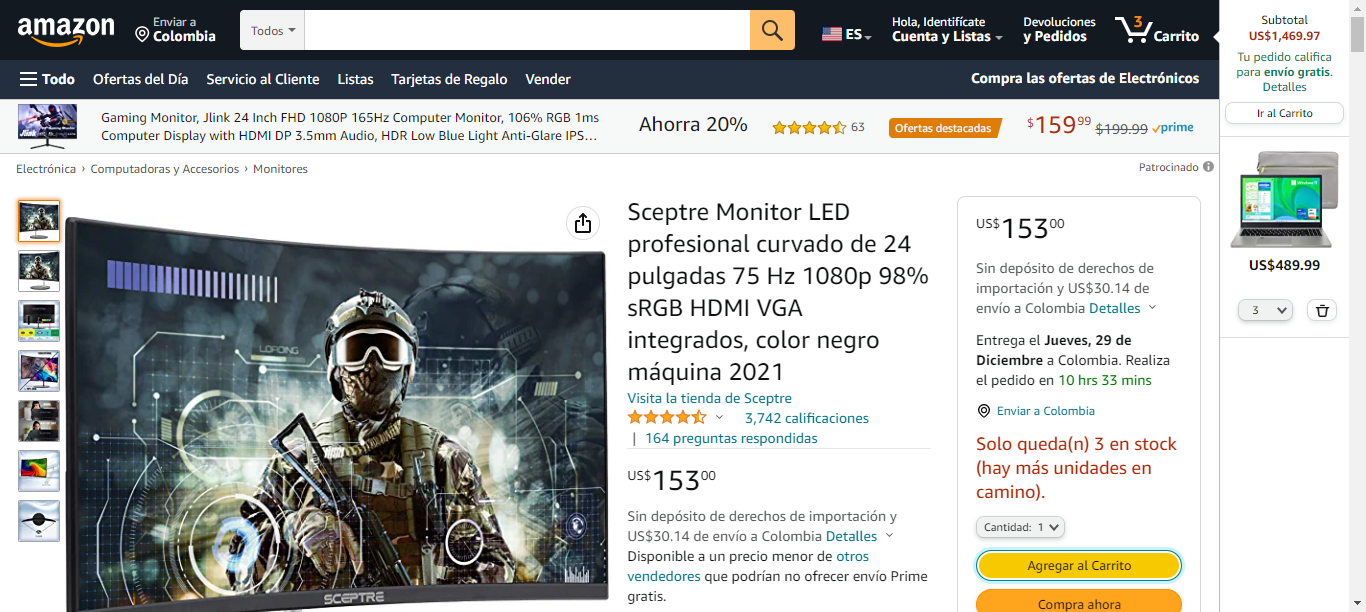 amazon
Enviar a
Colombia
Todos
ES
Hola, Identifícate
Cuenta y Listas
Devoluciones
y Pedidos
3
Carrito
Subtotal
US$1,469.97
Tu pedido califica
para envío gratis.
Detalles
Ir al Carrito
US$489.99
3
Todo
Ofertas del Día
Servicio al Cliente
Listas
Tarjetas de Regalo
Vender
Compra las ofertas de Electrónicos
Gaming Monitor, Jlink 24 Inch FHD 1080P 165Hz Computer Monitor, 106% RGB 1ms
Computer Display with HDMI DP 3.5mm Audio, HDR Low Blue Light Anti-Glare IPS...
Ahorra 20%
63
Ofertas destacadas
$159.99 $199.99 prime
Electrónica › Computadoras y Accesorios › Monitores
Patrocinado
LOADING
SCEPTRE
Sceptre Monitor LED
profesional curvado de 24
pulgadas 75 Hz 1080p 98%
sRGB HDMI VGA
integrados, color negro
máquina 2021
Visita la tienda de Sceptre
3,742 calificaciones
| 164 preguntas respondidas
US$15300
Sin depósito de derechos de importación y
US$30.14 de envío a Colombia Detalles
Disponible a un precio menor de otros
vendedores que podrían no ofrecer envío Prime
gratis.
US$15300
Sin depósito de derechos de
importación y US$30.14 de
envío a Colombia Detalles
Entrega el Jueves, 29 de
Diciembre a Colombia. Realiza
el pedido en 10 hrs 33 mins
Enviar a Colombia
Solo queda(n) 3 en stock
(hay más unidades en
camino).
Cantidad: 1
Agregar al Carrito
Compra ahora